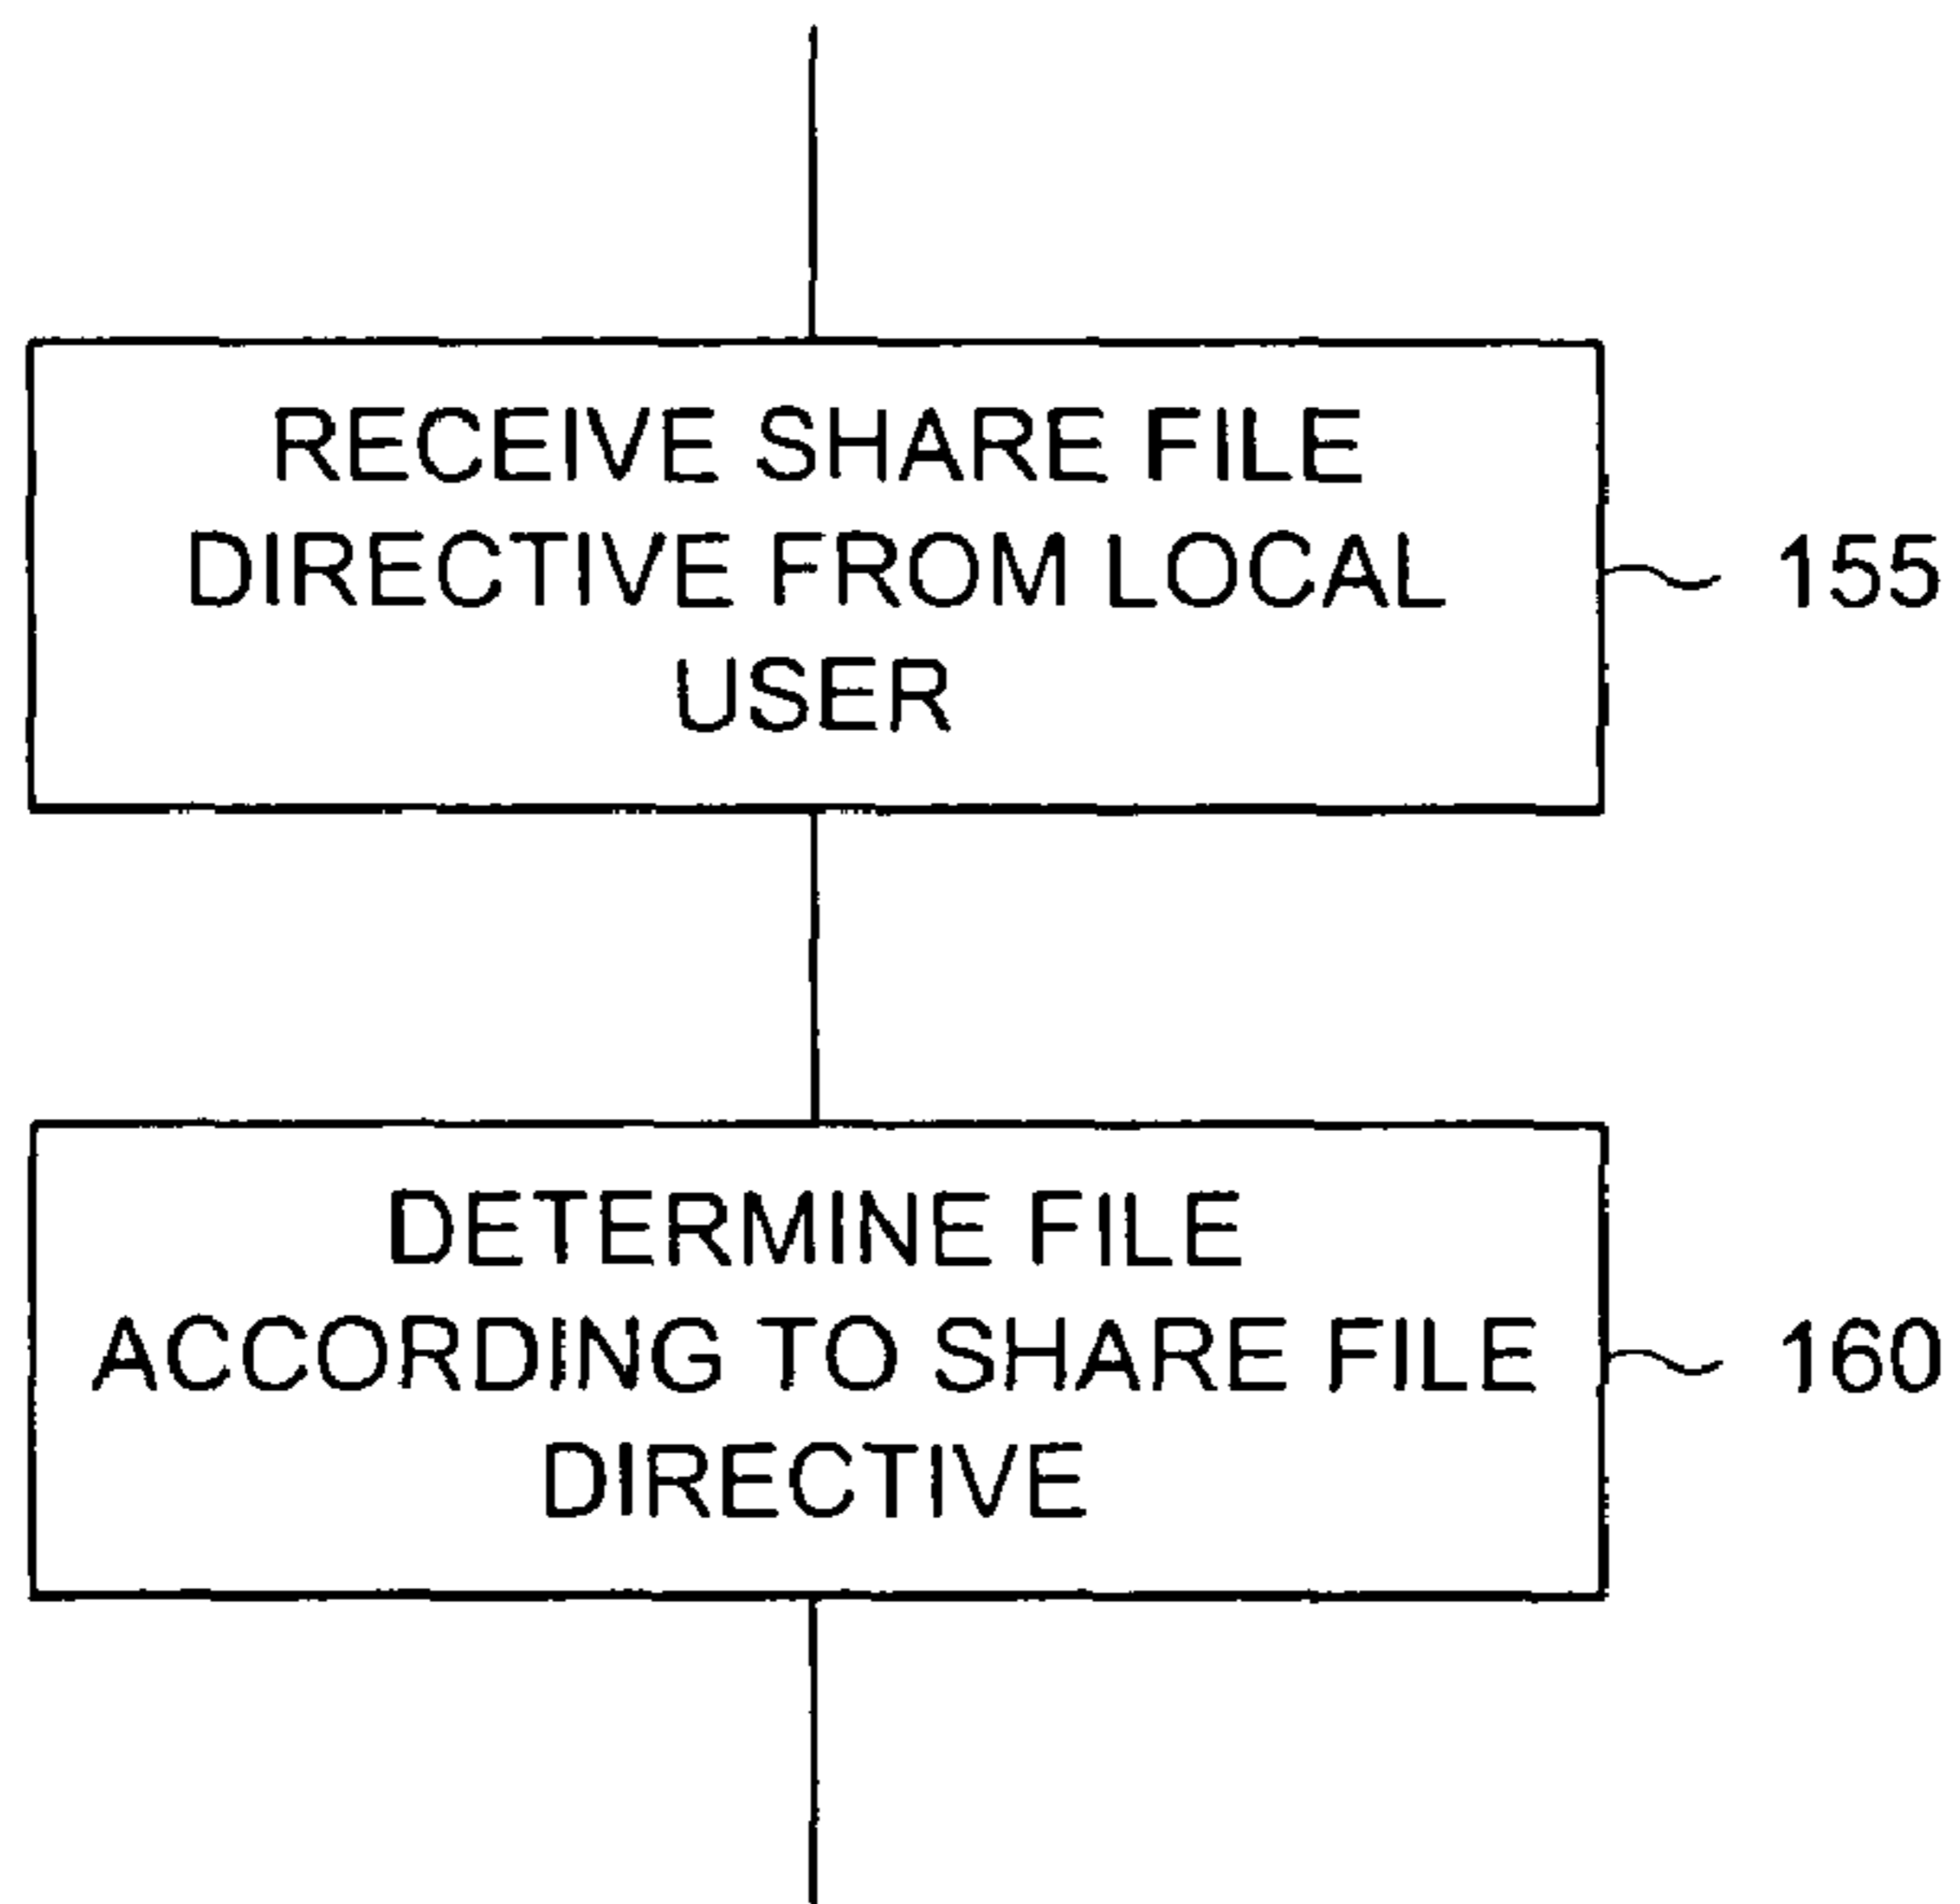 RECEIVE SHARE FILE
DIRECTIVE FROM LOCAL
USER
155
DETERMINE FILE
ACCORDING TO SHARE FILE
DIRECTIVE
160